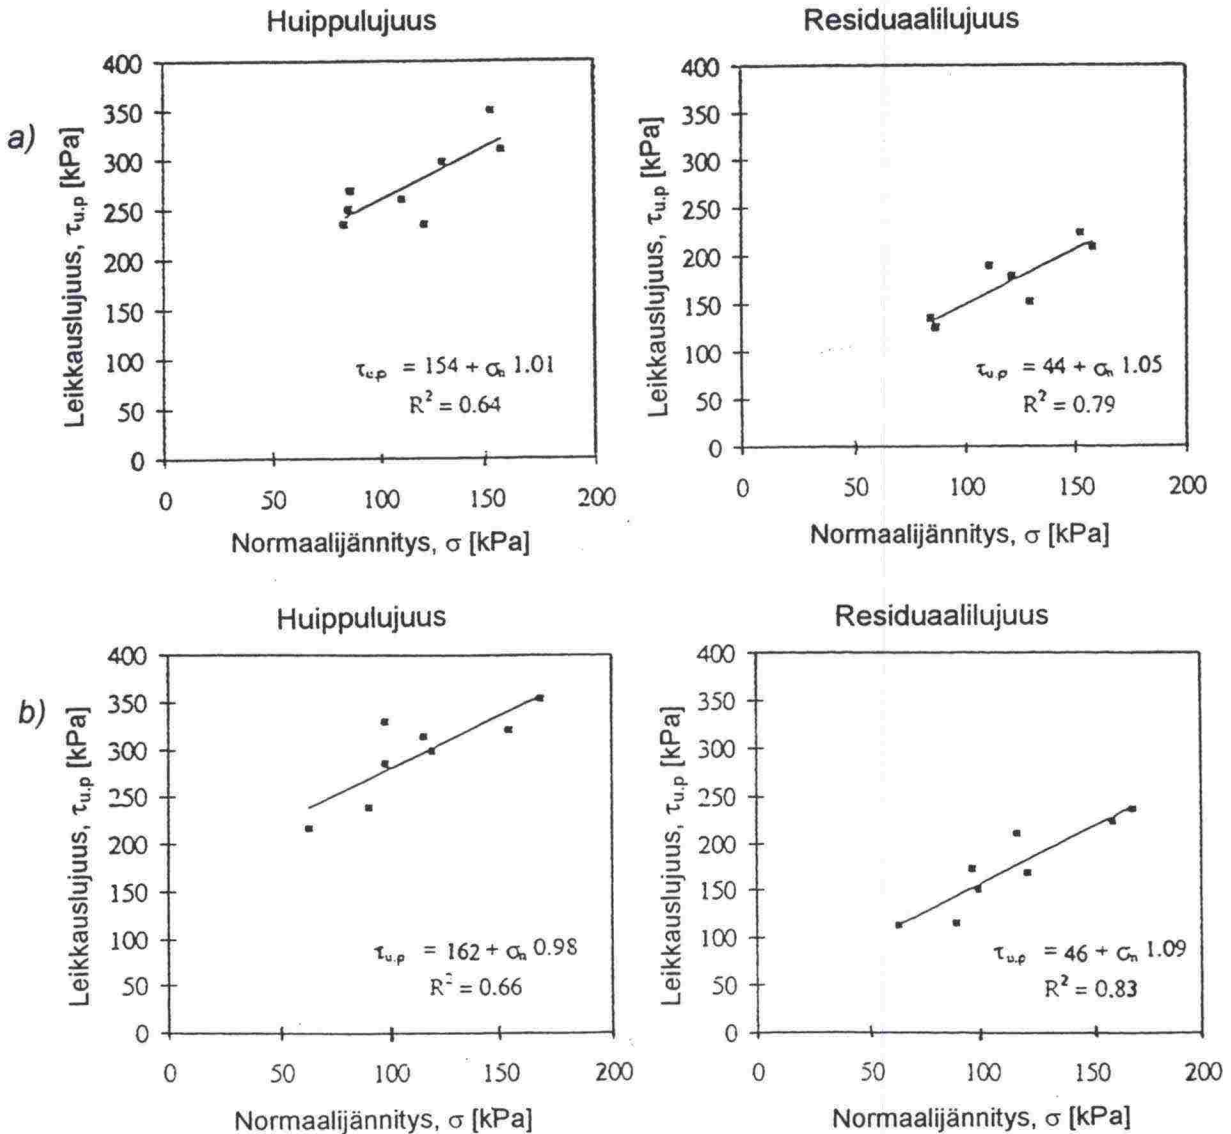 Huippulujuus
a)
Leikkauslujuus, τu.p [kPa]
400
350
300
250
200
150
100
50
0
τu.p = 154 + σn 1.01
R² = 0.64
0 50 100 150 200
Normaalijännitys, σ [kPa]
Residuaalilujuus
Leikkauslujuus, τu.p [kPa]
400
350
300
250
200
150
100
50
0
τu.p = 44 + σn 1.05
R² = 0.79
0 50 100 150 200
Normaalijännitys, σ [kPa]
Huippulujuus
b)
Leikkauslujuus, τu.p [kPa]
400
350
300
250
200
150
100
50
0
τu.p = 162 + σn 0.98
R² = 0.66
0 50 100 150 200
Normaalijännitys, σ [kPa]
Residuaalilujuus
Leikkauslujuus, τu.p [kPa]
400
350
300
250
200
150
100
50
0
τu.p = 46 + σn 1.09
R² = 0.83
0 50 100 150 200
Normaalijännitys, σ [kPa]